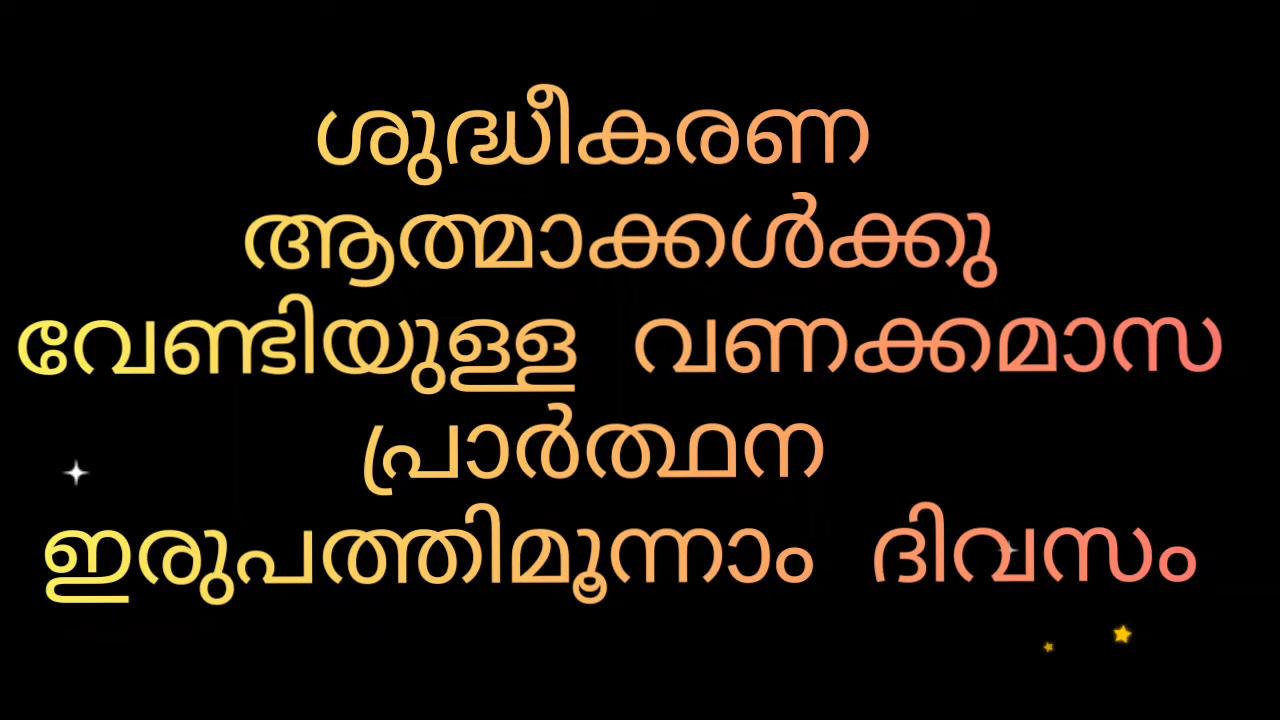 ശുദ്ധീകരണ
ആത്മാക്കൾക്കു
വേണ്ടിയുള്ള വണക്കമാസ
പ്രാർത്ഥന
ഇരുപത്തിമൂന്നാം ദിവസം